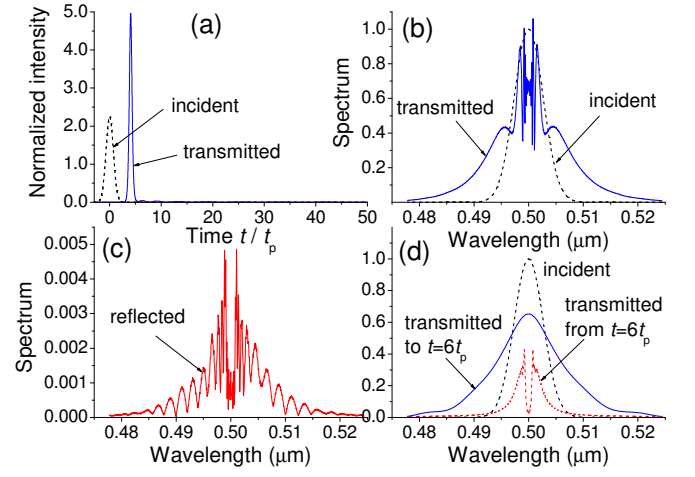 (a)
5.0
4.0
3.0
2.0
1.0
0.0
Normalized intensity
incident
transmitted
0 10 20 30 40 50
Time t / tp
(b)
1.0
0.8
0.6
0.4
0.2
Spectrum
transmitted
incident
0.48 0.49 0.50 0.51 0.52
Wavelength (μm)
(c)
0.005
0.004
0.003
0.002
0.001
0.000
Spectrum
reflected
0.48 0.49 0.50 0.51 0.52
Wavelength (μm)
(d)
1.0
0.8
0.6
0.4
0.2
0.0
incident
transmitted
to t=6tp
transmitted
from t=6tp
0.48 0.49 0.50 0.51 0.52
Wavelength (μm)